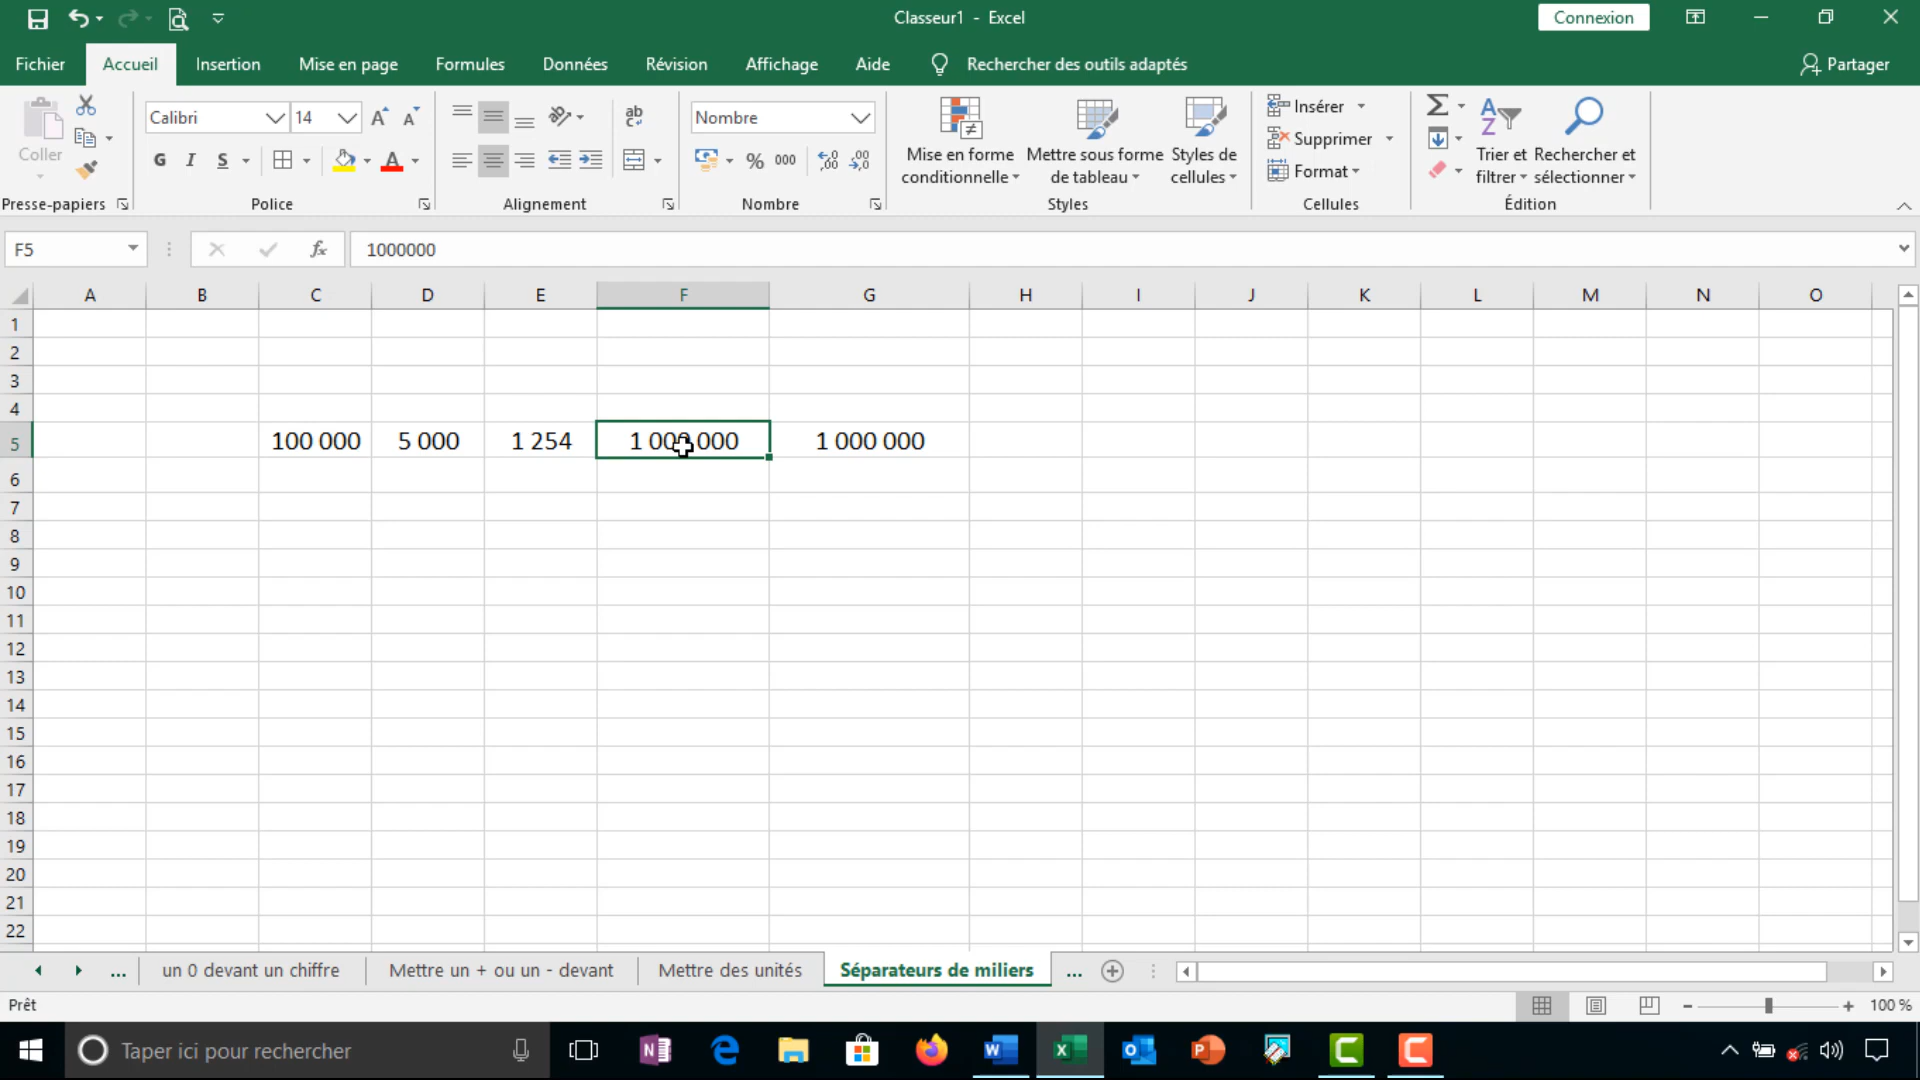 Classeur1 - Excel
Connexion
Fichier Accueil Insertion Mise en page Formules Données Révision Affichage Aide Rechercher des outils adaptés Partager
Coller
Calibri 14
G I S
Nombre
% 000
Mise en forme conditionnelle
Mettre sous forme de tableau
Styles de cellules
Insérer
Supprimer
Format
Trier et filtrer
Rechercher et sélectionner
Presse-papiers Police Alignement Nombre Styles Cellules Édition
F5 fx 1000000
A B C D E F G H I J K L M N O
1
2
3
4
5 100 000 5 000 1 254 1 000 000 1 000 000
6
7
8
9
10
11
12
13
14
15
16
17
18
19
20
21
22
... un 0 devant un chiffre Mettre un + ou un - devant Mettre des unités Séparateurs de miliers ...
Prêt 100 %
Taper ici pour rechercher